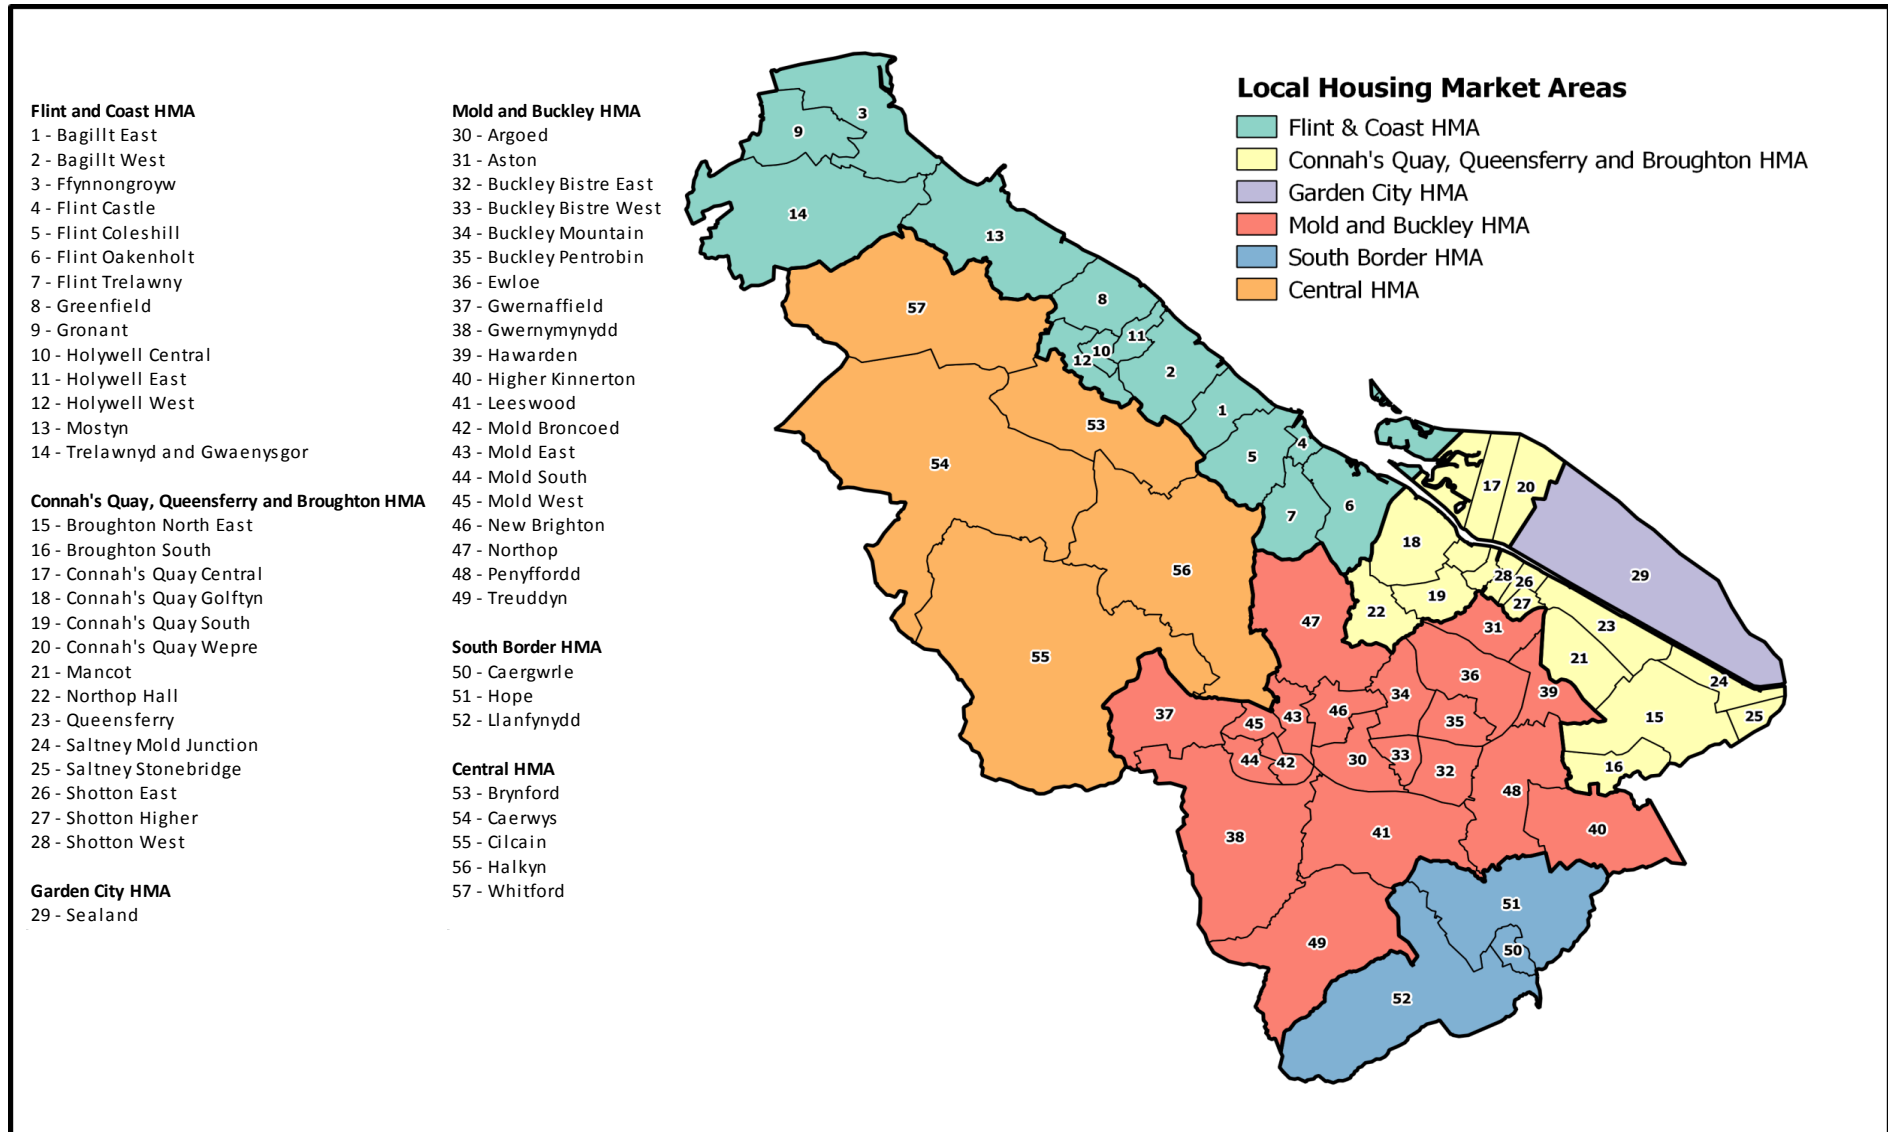 Flint and Coast HMA
1 - Bagillt East
2 - Bagillt West
3 - Ffynnongroyw
4 - Flint Castle
5 - Flint Coleshill
6 - Flint Oakenholt
7 - Flint Trelawny
8 - Greenfield
9 - Gronant
10 - Holywell Central
11 - Holywell East
12 - Holywell West
13 - Mostyn
14 - Trelawnyd and Gwaenysgor
Connah's Quay, Queensferry and Broughton HMA
15 - Broughton North East
16 - Broughton South
17 - Connah's Quay Central
18 - Connah's Quay Golftyn
19 - Connah's Quay South
20 - Connah's Quay Wepre
21 - Mancot
22 - Northop Hall
23 - Queensferry
24 - Saltney Mold Junction
25 - Saltney Stonebridge
26 - Shotton East
27 - Shotton Higher
28 - Shotton West
Garden City HMA
29 - Sealand
Mold and Buckley HMA
30 - Argoed
31 - Aston
32 - Buckley Bistre East
33 - Buckley Bistre West
34 - Buckley Mountain
35 - Buckley Pentrobin
36 - Ewloe
37 - Gwernaffield
38 - Gwernymynydd
39 - Hawarden
40 - Higher Kinnerton
41 - Leeswood
42 - Mold Broncoed
43 - Mold East
44 - Mold South
45 - Mold West
46 - New Brighton
47 - Northop
48 - Penyffordd
49 - Treuddyn
South Border HMA
50 - Caergwrle
51 - Hope
52 - Llanfynydd
Central HMA
53 - Brynford
54 - Caerwys
55 - Cilcain
56 - Halkyn
57 - Whitford
Local Housing Market Areas
Flint & Coast HMA
Connah's Quay, Queensferry and Broughton HMA
Garden City HMA
Mold and Buckley HMA
South Border HMA
Central HMA
3
9
14
13
57
8
11
10
12
2
1
53
4
5
54
6
7
17
20
18
56
28
26
29
19
27
22
47
31
23
55
21
36
24
34
39
37
46
43
45
35
15
25
44
42
30
33
32
16
48
38
41
40
51
49
50
52